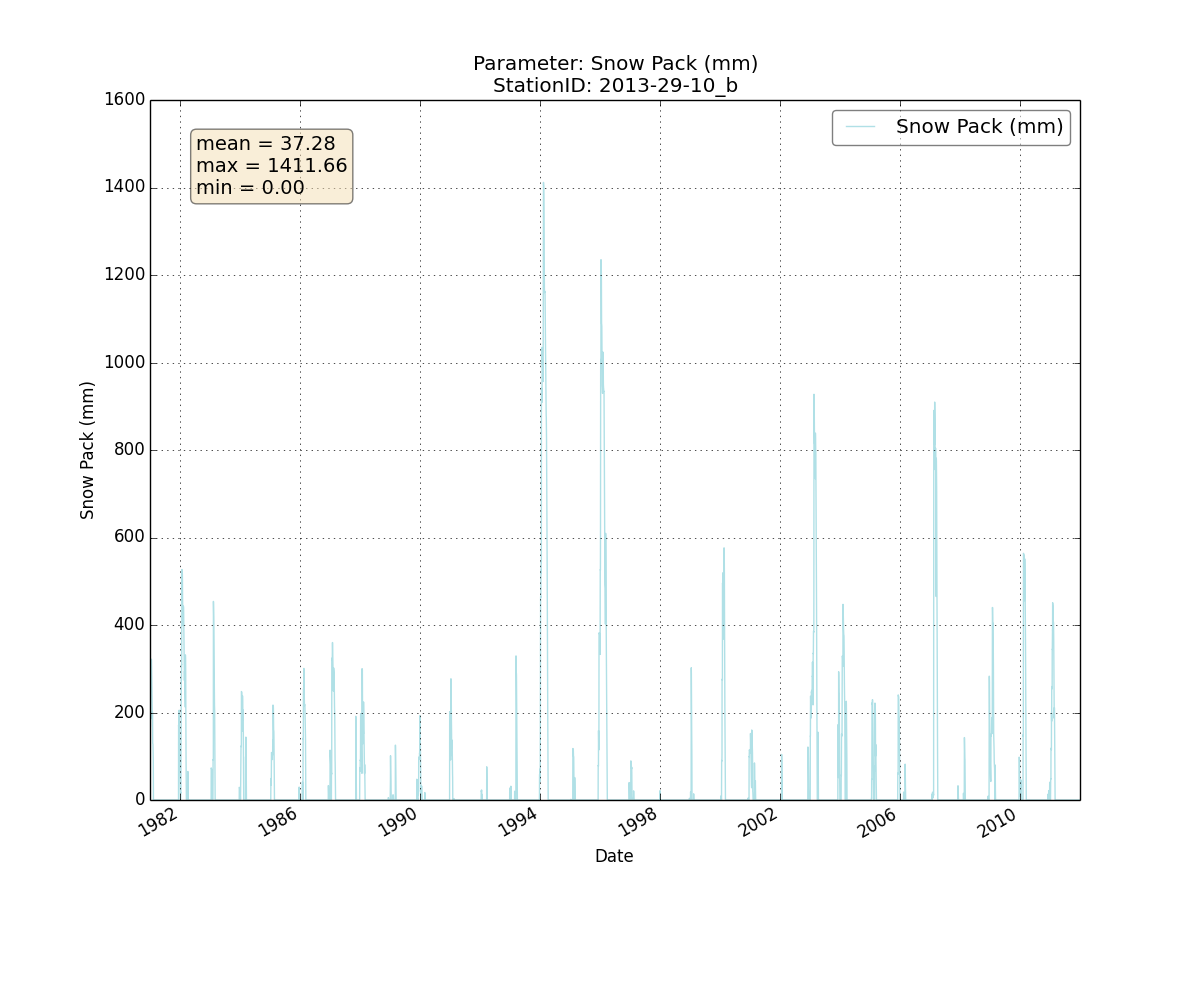 Parameter: Snow Pack (mm)
StationID: 2013-29-10_b
1600
1400
1200
1000
800
600
400
200
0
mean = 37.28
max = 1411.66
min = 0.00
Snow Pack (mm)
Snow Pack (mm)
1982
1986
1990
1994
1998
2002
2006
2010
Date